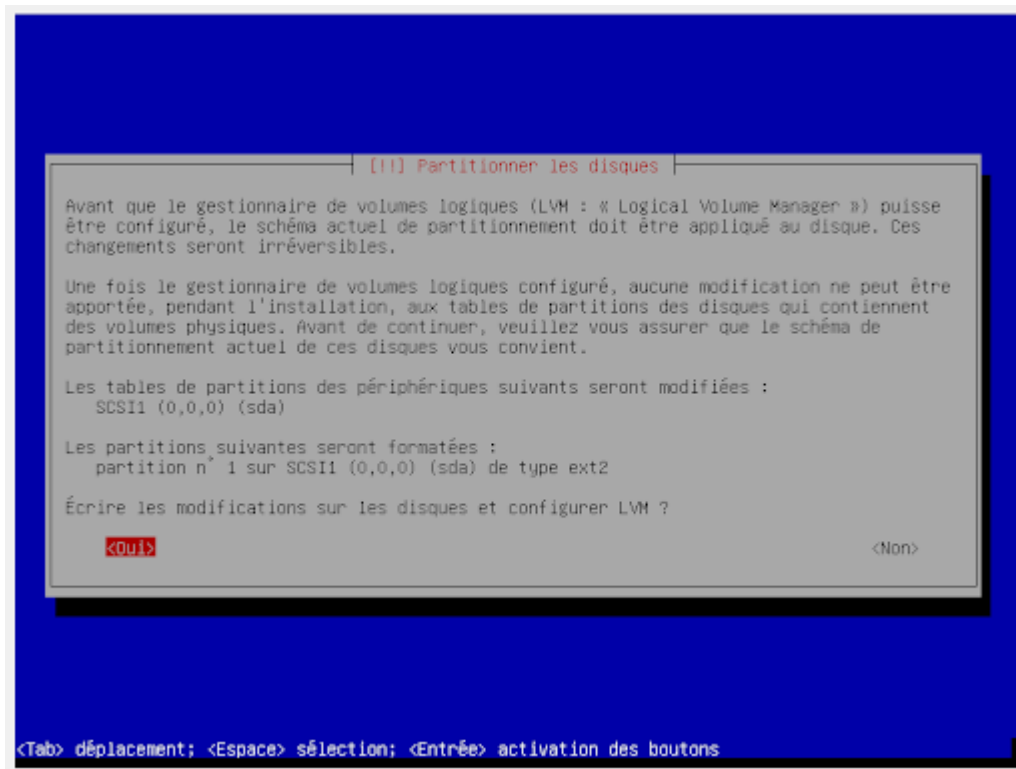 [!!] Partitionner les disques
Avant que le gestionnaire de volumes logiques (LVM : « Logical Volume Manager ») puisse
être configuré, le schéma actuel de partitionnement doit être appliqué au disque. Ces
changements seront irréversibles.
Une fois le gestionnaire de volumes logiques configuré, aucune modification ne peut être
apportée, pendant l'installation, aux tables de partitions des disques qui contiennent
des volumes physiques. Avant de continuer, veuillez vous assurer que le schéma de
partitionnement actuel de ces disques vous convient.
Les tables de partitions des périphériques suivants seront modifiées :
SCSI1 (0,0,0) (sda)
Les partitions suivantes seront formatées :
partition n° 1 sur SCSI1 (0,0,0) (sda) de type ext2
Écrire les modifications sur les disques et configurer LVM ?
<Oui> <Non>
<Tab> déplacement; <Espace> sélection; <Entrée> activation des boutons